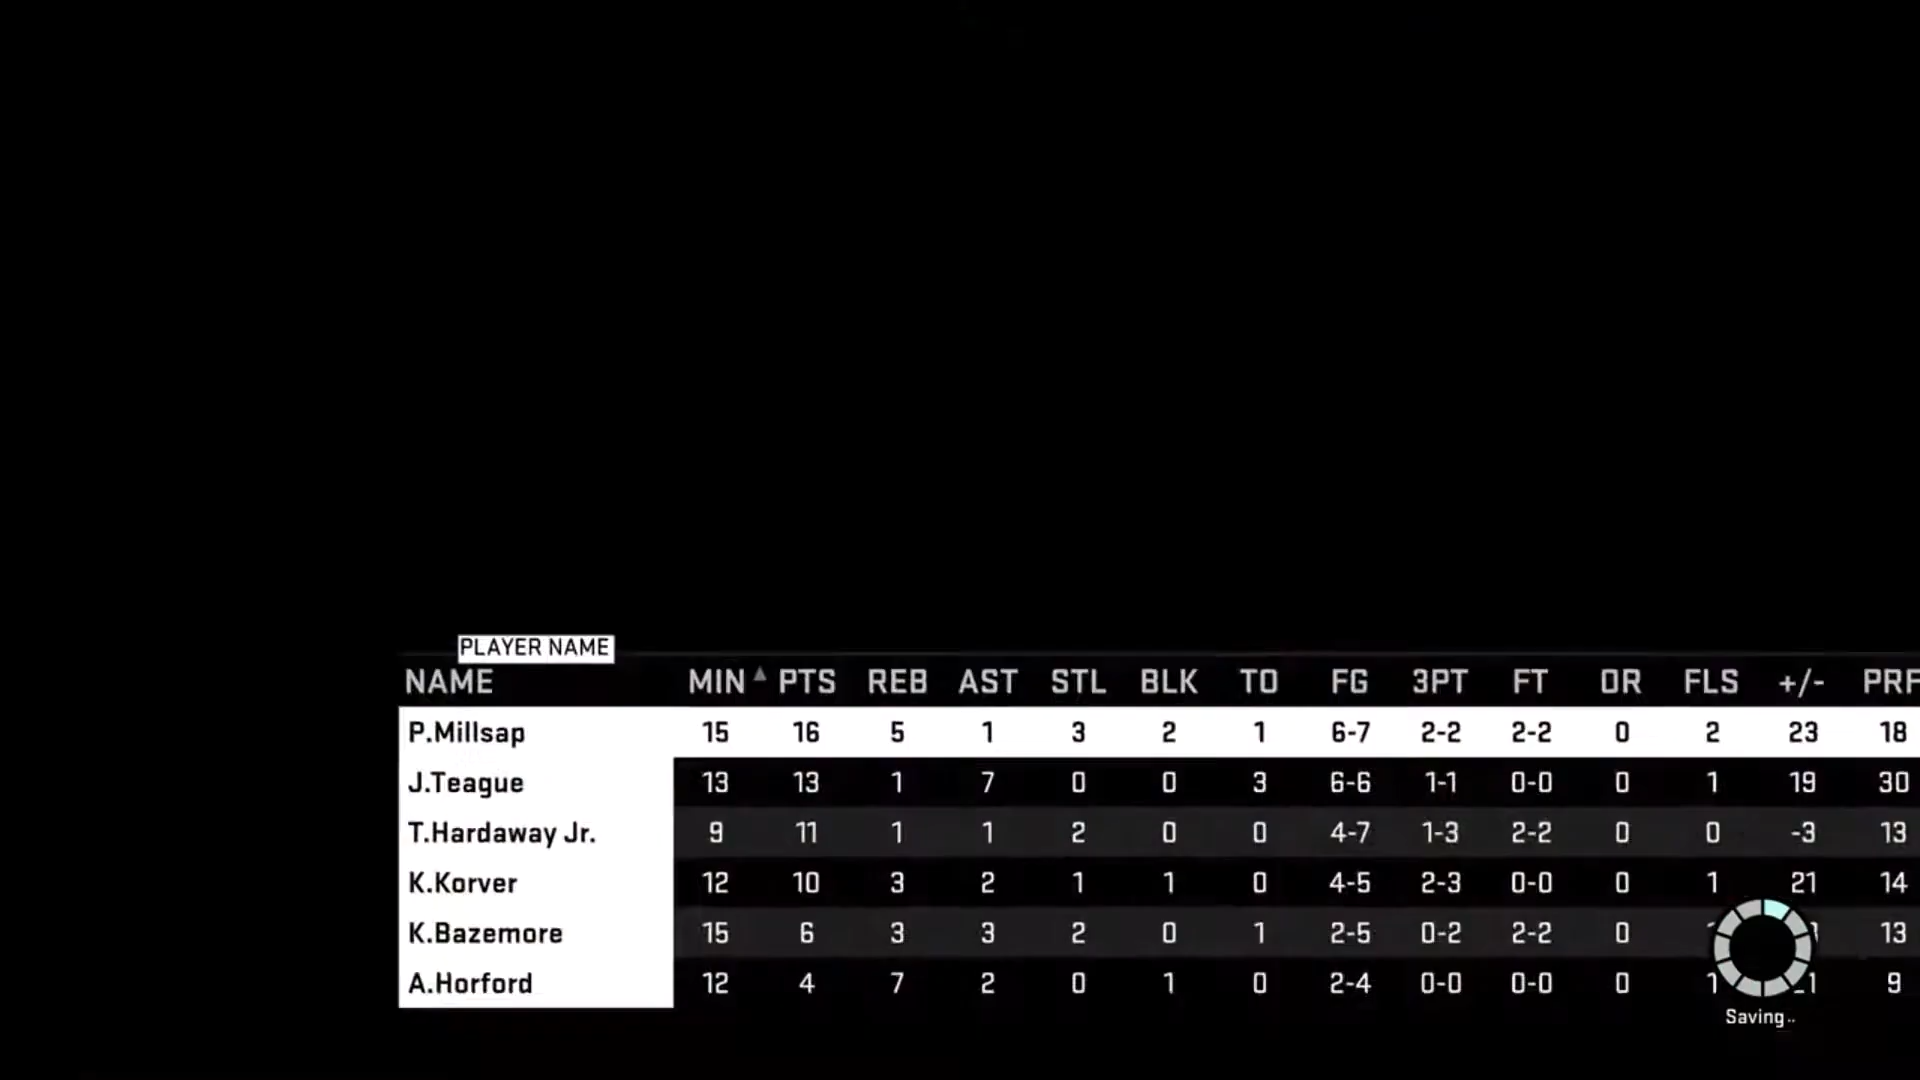 PLAYER NAME
NAME MIN ▲ PTS REB AST STL BLK TO FG 3PT FT OR FLS +/- PRF
P.Millsap 15 16 5 1 3 2 1 6-7 2-2 2-2 0 2 23 18
J.Teague 13 13 1 7 0 0 3 6-6 1-1 0-0 0 1 19 30
T.Hardaway Jr. 9 11 1 1 2 0 0 4-7 1-3 2-2 0 0 -3 13
K.Korver 12 10 3 2 1 1 0 4-5 2-3 0-0 0 1 21 14
K.Bazemore 15 6 3 3 2 0 1 2-5 0-2 2-2 0 13
A.Horford 12 4 7 2 0 1 0 2-4 0-0 0-0 0 1 9
Saving..